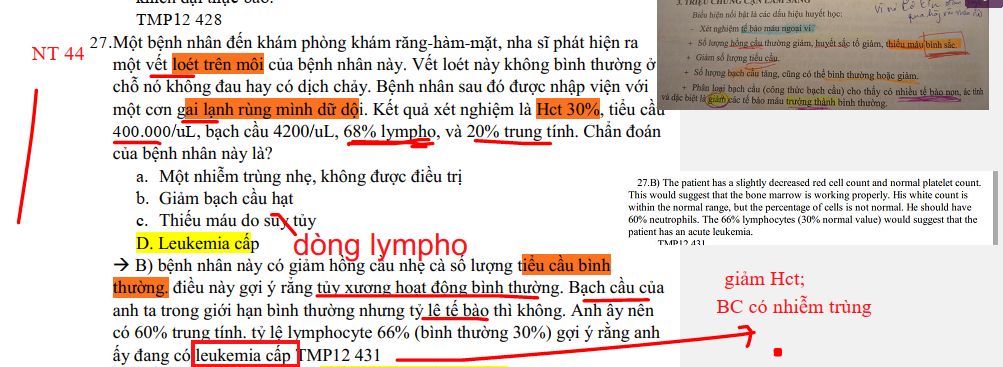 khiển đại thực bào.
TMP12 428
NT 44
27.Một bệnh nhân đến khám phòng khám răng-hàm-mặt, nha sĩ phát hiện ra
một vết loét trên môi của bệnh nhân này. Vết loét này không bình thường ở
chỗ nó không đau hay có dịch chảy. Bệnh nhân sau đó được nhập viện với
một cơn gai lạnh rùng mình dữ dội. Kết quả xét nghiệm là Hct 30%, tiểu cầu
400.000/uL, bạch cầu 4200/uL, 68% lympho, và 20% trung tính. Chẩn đoán
của bệnh nhân này là?
a. Một nhiễm trùng nhẹ, không được điều trị
b. Giảm bạch cầu hạt
c. Thiếu máu do suy tủy
D. Leukemia cấp
dòng lympho
→ B) bệnh nhân này có giảm hồng cầu nhẹ cà số lượng tiểu cầu bình
thường. điều này gợi ý rằng tủy xương hoạt động bình thường. Bạch cầu của
anh ta trong giới hạn bình thường nhưng tỷ lệ tế bào thì không. Anh ấy nên
có 60% trung tính. tỷ lệ lymphocyte 66% (bình thường 30%) gợi ý rằng anh
ấy đang có leukemia cấp TMP12 431
3. TRIỆU CHỨNG CẬN LÂM SÀNG
Biểu hiện nổi bật là các dấu hiệu huyết học:
- Xét nghiệm tế bào máu ngoại vi:
+ Số lượng hồng cầu thường giảm, huyết sắc tố giảm, thiếu máu bình sắc.
+ Giảm số lượng tiểu cầu.
+ Số lượng bạch cầu tăng, cũng có thể bình thường hoặc giảm.
+ Phân loại bạch cầu (công thức bạch cầu) cho thấy có nhiều tế bào non, ác tính
và đặc biệt là giảm các tế bào máu trưởng thành bình thường.
27.B) The patient has a slightly decreased red cell count and normal platelet count.
This would suggest that the bone marrow is working properly. His white count is
within the normal range, but the percentage of cells is not normal. He should have
60% neutrophils. The 66% lymphocytes (30% normal value) would suggest that the
patient has an acute leukemia.
TMP12 431
giảm Hct;
BC có nhiễm trùng